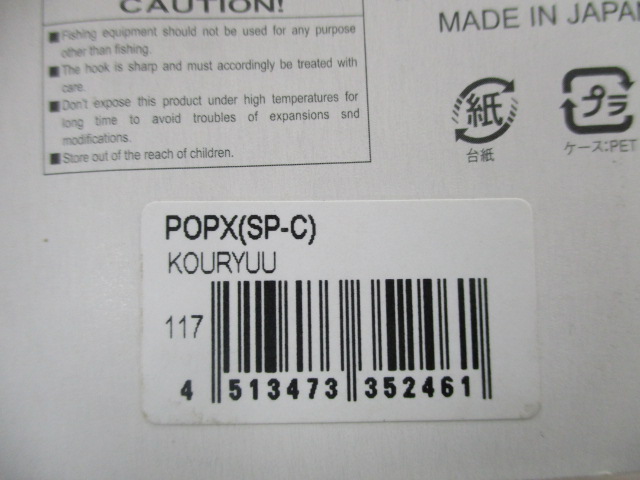 CAUTION!
■Fishing equipment should not be used for any purpose
other than fishing.
■The hook is sharp and must accordingly be treated with
care.
■Don't expose this product under high temperatures for
long time to avoid troubles of expansions snd
modifications.
■Store out of the reach of children.
MADE IN JAPAN
紙
台紙
プラ
ケース:PET
POPX(SP-C)
KOURYUU
117
4 513473 352461